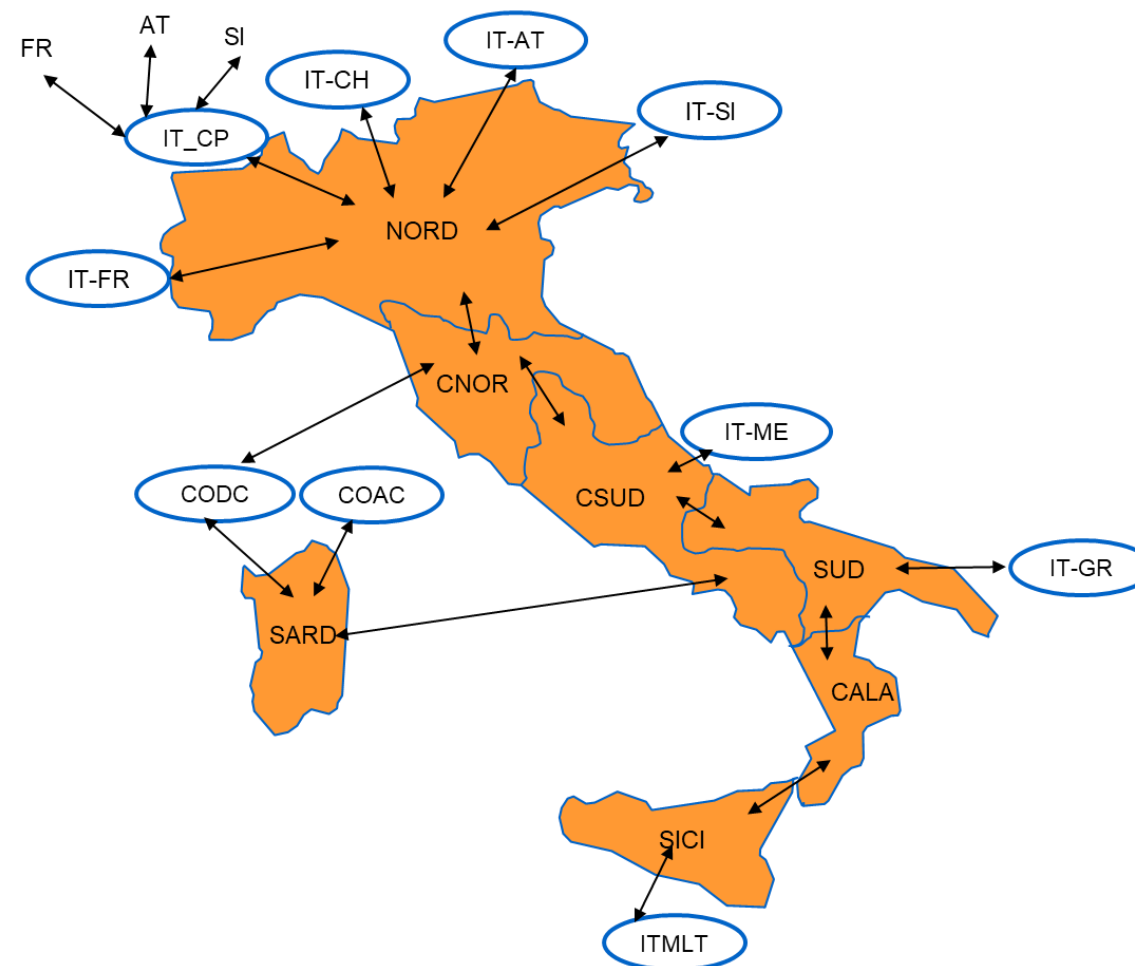 FR
AT
SI
IT-CH
IT-AT
IT-SI
IT_CP
NORD
IT-FR
CNOR
IT-ME
CODC
COAC
CSUD
SUD
IT-GR
SARD
CALA
SICI
ITMLT